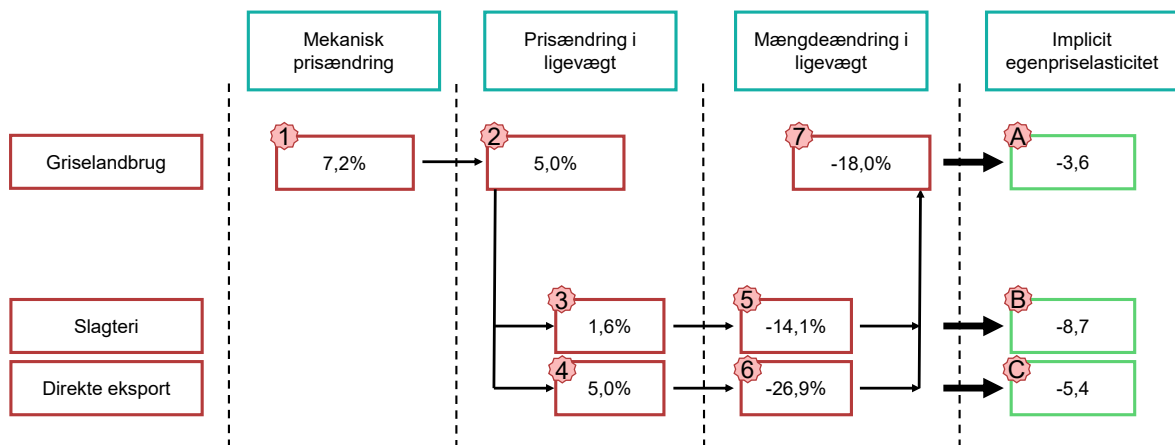 Mekanisk
prisændring
Prisændring i
ligevægt
Mængdeændring i
ligevægt
Implicit
egenpriselasticitet
Griselandbrug
1
7,2%
2
5,0%
7
-18,0%
A
-3,6
Slagteri
3
1,6%
5
-14,1%
B
-8,7
Direkte eksport
4
5,0%
6
-26,9%
C
-5,4